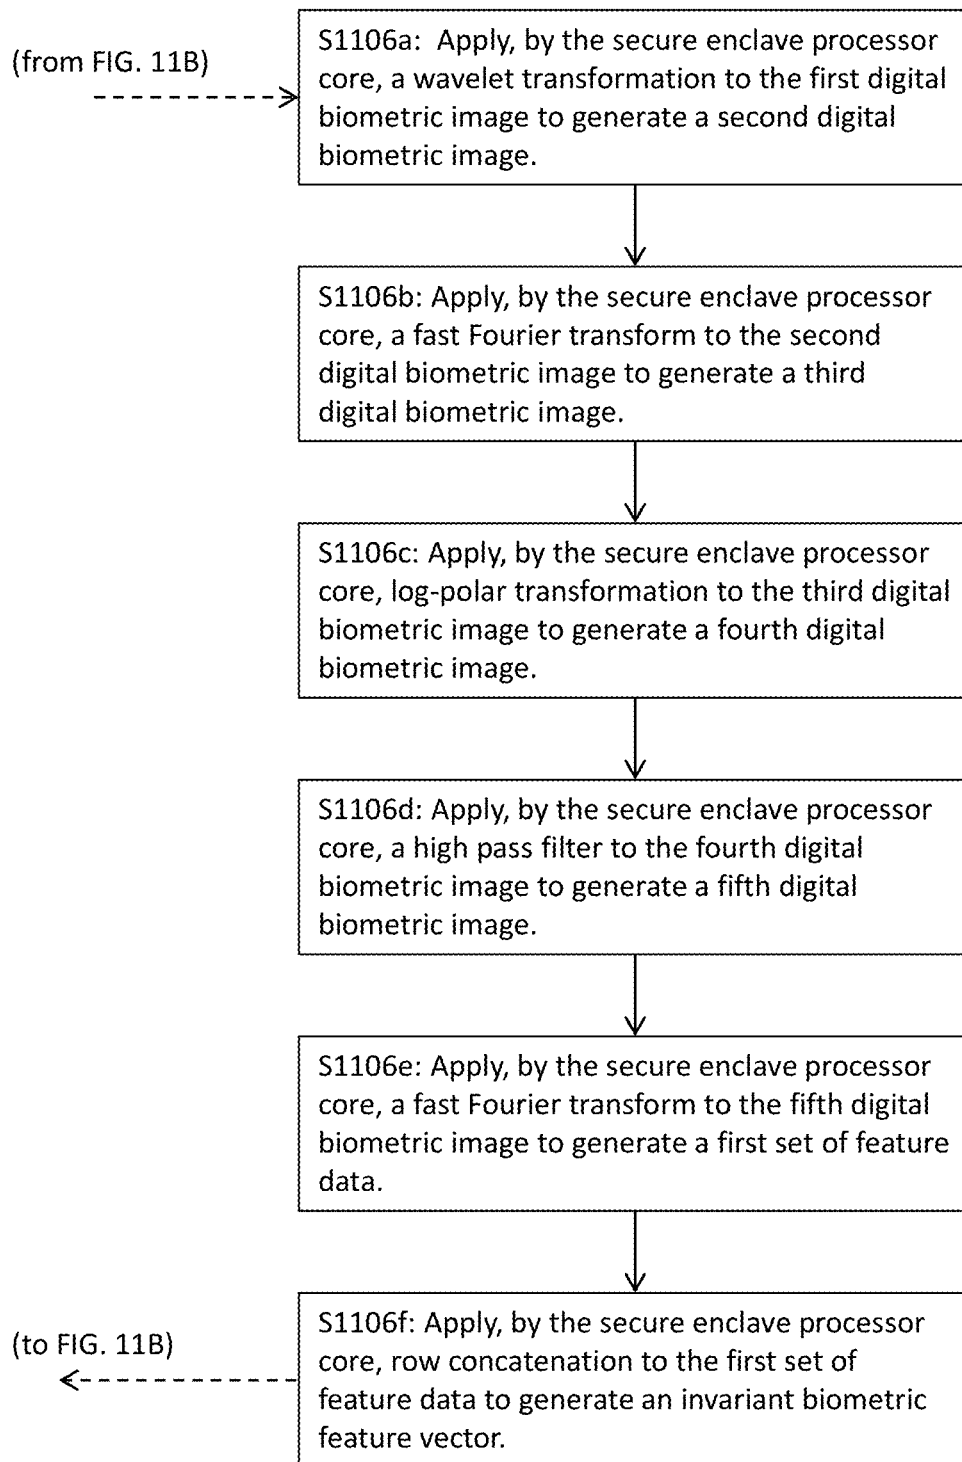 (from FIG. 11B)
S1106a: Apply, by the secure enclave processor
core, a wavelet transformation to the first digital
biometric image to generate a second digital
biometric image.
S1106b: Apply, by the secure enclave processor
core, a fast Fourier transform to the second
digital biometric image to generate a third
digital biometric image.
S1106c: Apply, by the secure enclave processor
core, log-polar transformation to the third digital
biometric image to generate a fourth digital
biometric image.
S1106d: Apply, by the secure enclave processor
core, a high pass filter to the fourth digital
biometric image to generate a fifth digital
biometric image.
S1106e: Apply, by the secure enclave processor
core, a fast Fourier transform to the fifth digital
biometric image to generate a first set of feature
data.
(to FIG. 11B)
S1106f: Apply, by the secure enclave processor
core, row concatenation to the first set of
feature data to generate an invariant biometric
feature vector.